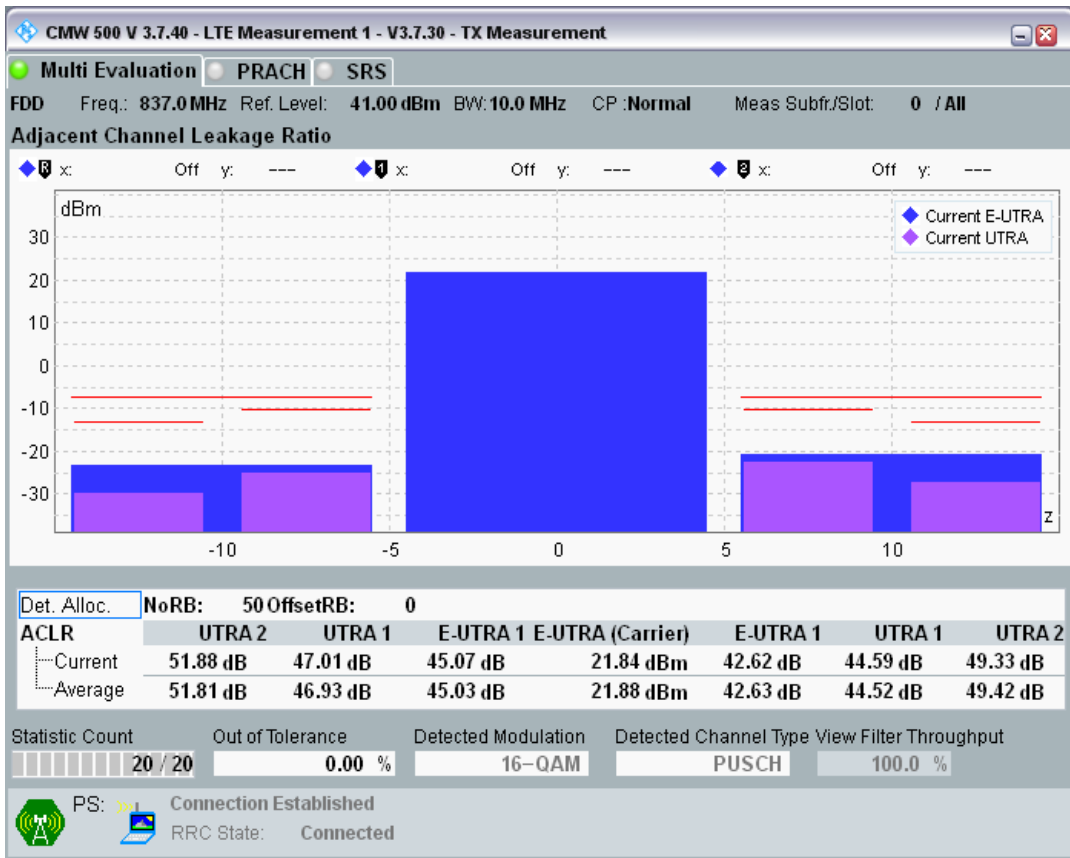 CMW 500 V 3.7.40 - LTE Measurement 1 - V3.7.30 - TX Measurement
Multi Evaluation PRACH SRS
FDD Freq.: 837.0 MHz Ref. Level: 41.00 dBm BW: 10.0 MHz CP :Normal Meas Subfr./Slot: 0 / All
Adjacent Channel Leakage Ratio
R x: Off y: --- 1 x: Off y: --- 2 x: Off y: ---
dBm
Current E-UTRA
Current UTRA
30
20
10
0
-10
-20
-30
z
-10 -5 0 5 10
Det. Alloc. NoRB: 50 OffsetRB: 0
ACLR UTRA 2 UTRA 1 E-UTRA 1 E-UTRA (Carrier) E-UTRA 1 UTRA 1 UTRA 2
Current 51.88 dB 47.01 dB 45.07 dB 21.84 dBm 42.62 dB 44.59 dB 49.33 dB
Average 51.81 dB 46.93 dB 45.03 dB 21.88 dBm 42.63 dB 44.52 dB 49.42 dB
Statistic Count Out of Tolerance Detected Modulation Detected Channel Type View Filter Throughput
20 / 20 0.00 % 16-QAM PUSCH 100.0 %
PS: Connection Established
RRC State: Connected